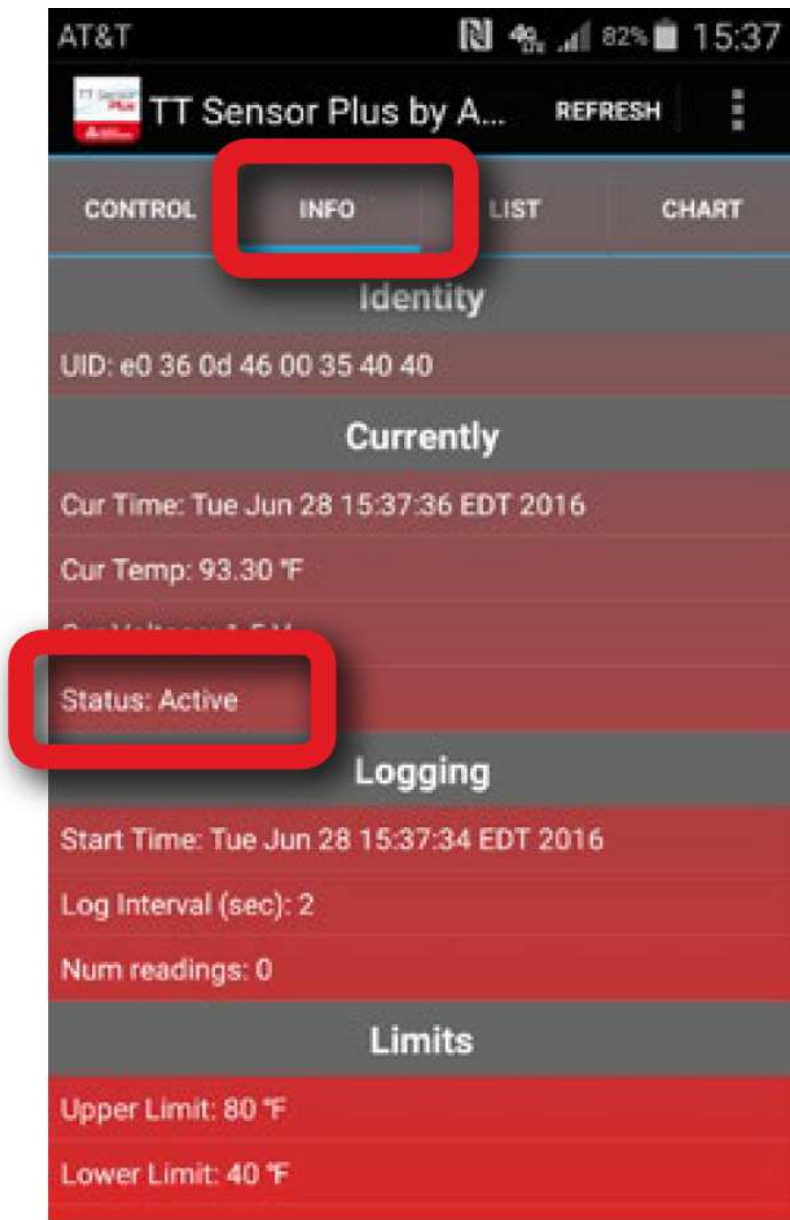 AT&T 4G LTE 82% 15:37
TT Sensor Plus by A... REFRESH
CONTROL INFO LIST CHART
Identity
UID: e0 36 0d 46 00 35 40 40
Currently
Cur Time: Tue Jun 28 15:37:36 EDT 2016
Cur Temp: 93.30 °F
Status: Active
Logging
Start Time: Tue Jun 28 15:37:34 EDT 2016
Log Interval (sec): 2
Num readings: 0
Limits
Upper Limit: 80 °F
Lower Limit: 40 °F